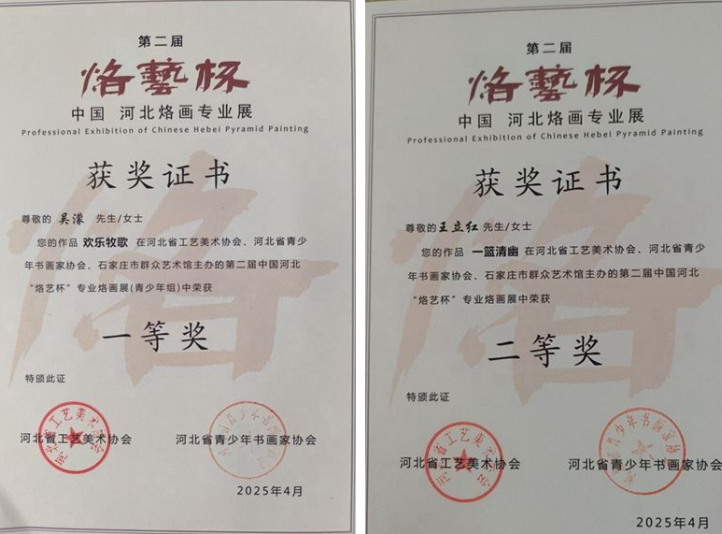 第二届
烙藝杯
中国 河北烙画专业展
Professional Exhibition of Chinese Hebei Pyramid Painting
获奖证书
尊敬的 吴濛 先生/女士
您的作品 欢乐牧歌 在河北省工艺美术协会、河北省青少
年书画家协会、石家庄市群众艺术馆主办的第二届中国河北
“烙艺杯”专业烙画展(青少年组)中荣获
一等奖
特颁此证
河北省工艺美术协会
河北省青少年书画家协会
2025年4月
第二届
烙藝杯
中国 河北烙画专业展
Professional Exhibition of Chinese Hebei Pyramid Painting
获奖证书
尊敬的 王立红 先生/女士
您的作品 一篮清幽 在河北省工艺美术协会、河北省青少
年书画家协会、石家庄市群众艺术馆主办的第二届中国河北
“烙艺杯”专业烙画展中荣获
二等奖
特颁此证
河北省工艺美术协会
河北省青少年书画家协会
2025年4月